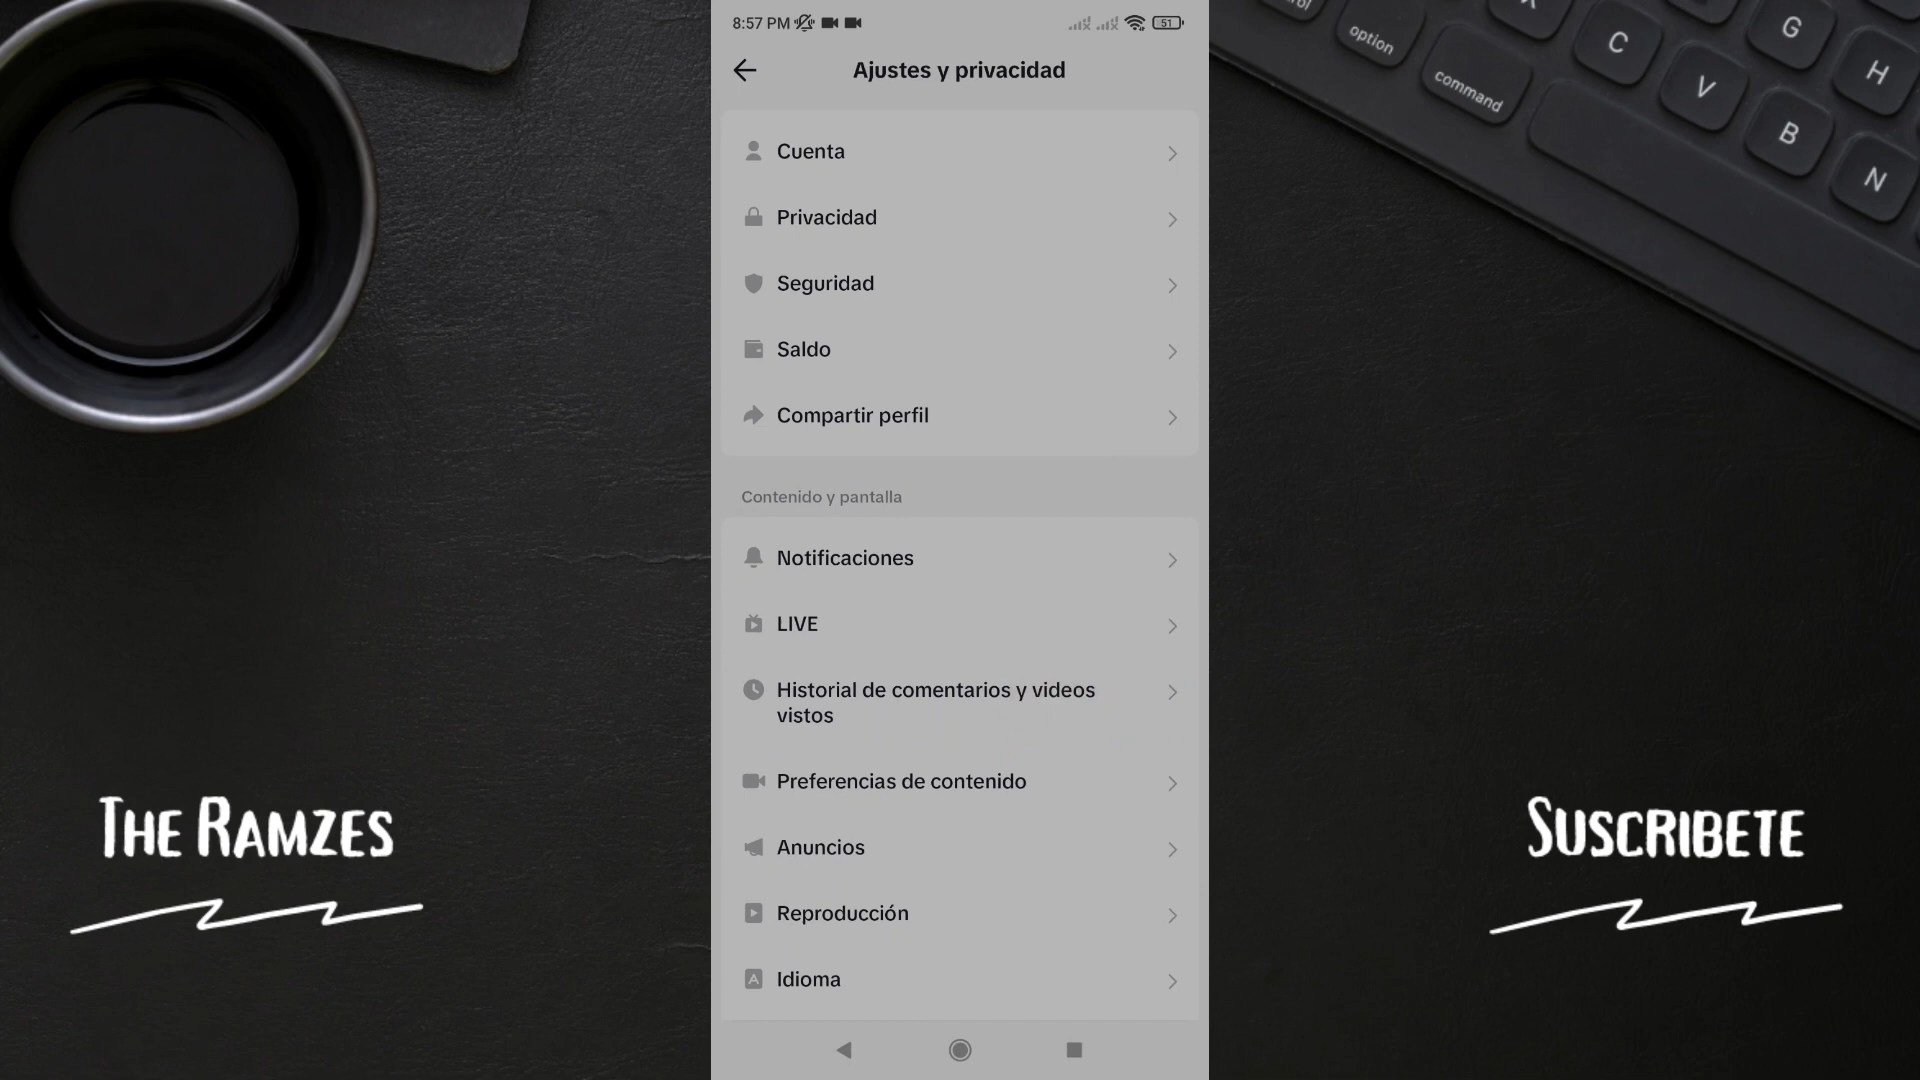 8:57 PM
51
Ajustes y privacidad
Cuenta
Privacidad
Seguridad
Saldo
Compartir perfil
Contenido y pantalla
Notificaciones
LIVE
Historial de comentarios y videos
vistos
Preferencias de contenido
Anuncios
Reproducción
Idioma
The Ramzes
Suscribete
option
command
C
V
B
G
H
N